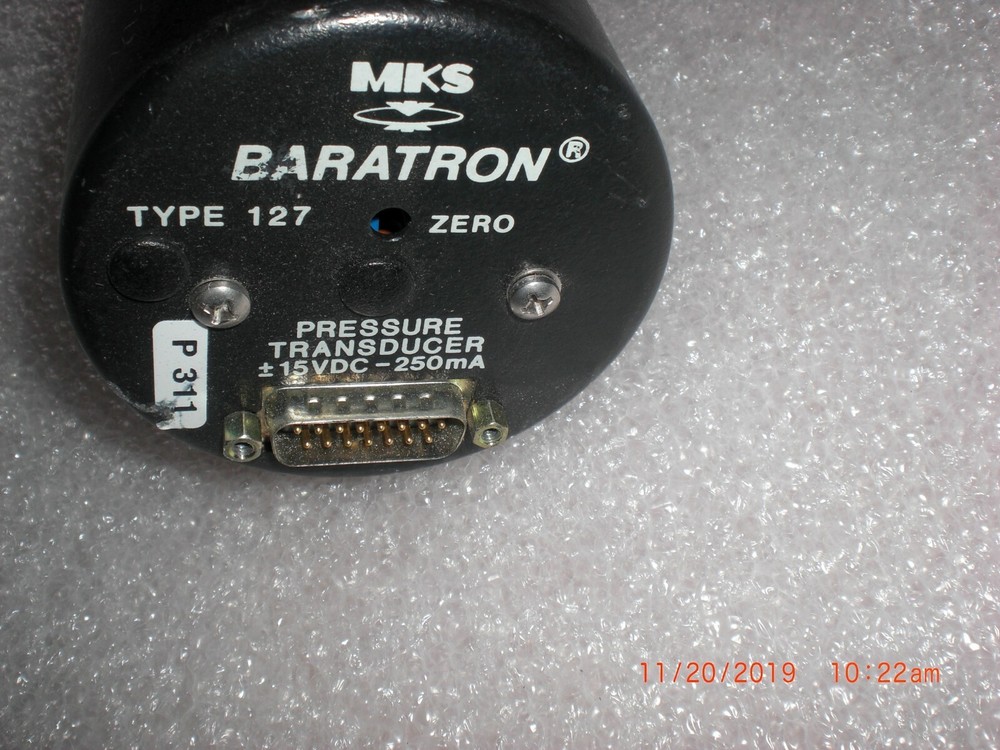 MKS
BARATRON®
TYPE 127 ZERO
PRESSURE
TRANSDUCER
±15VDC-250mA
P 311
11/20/2019 10:22am